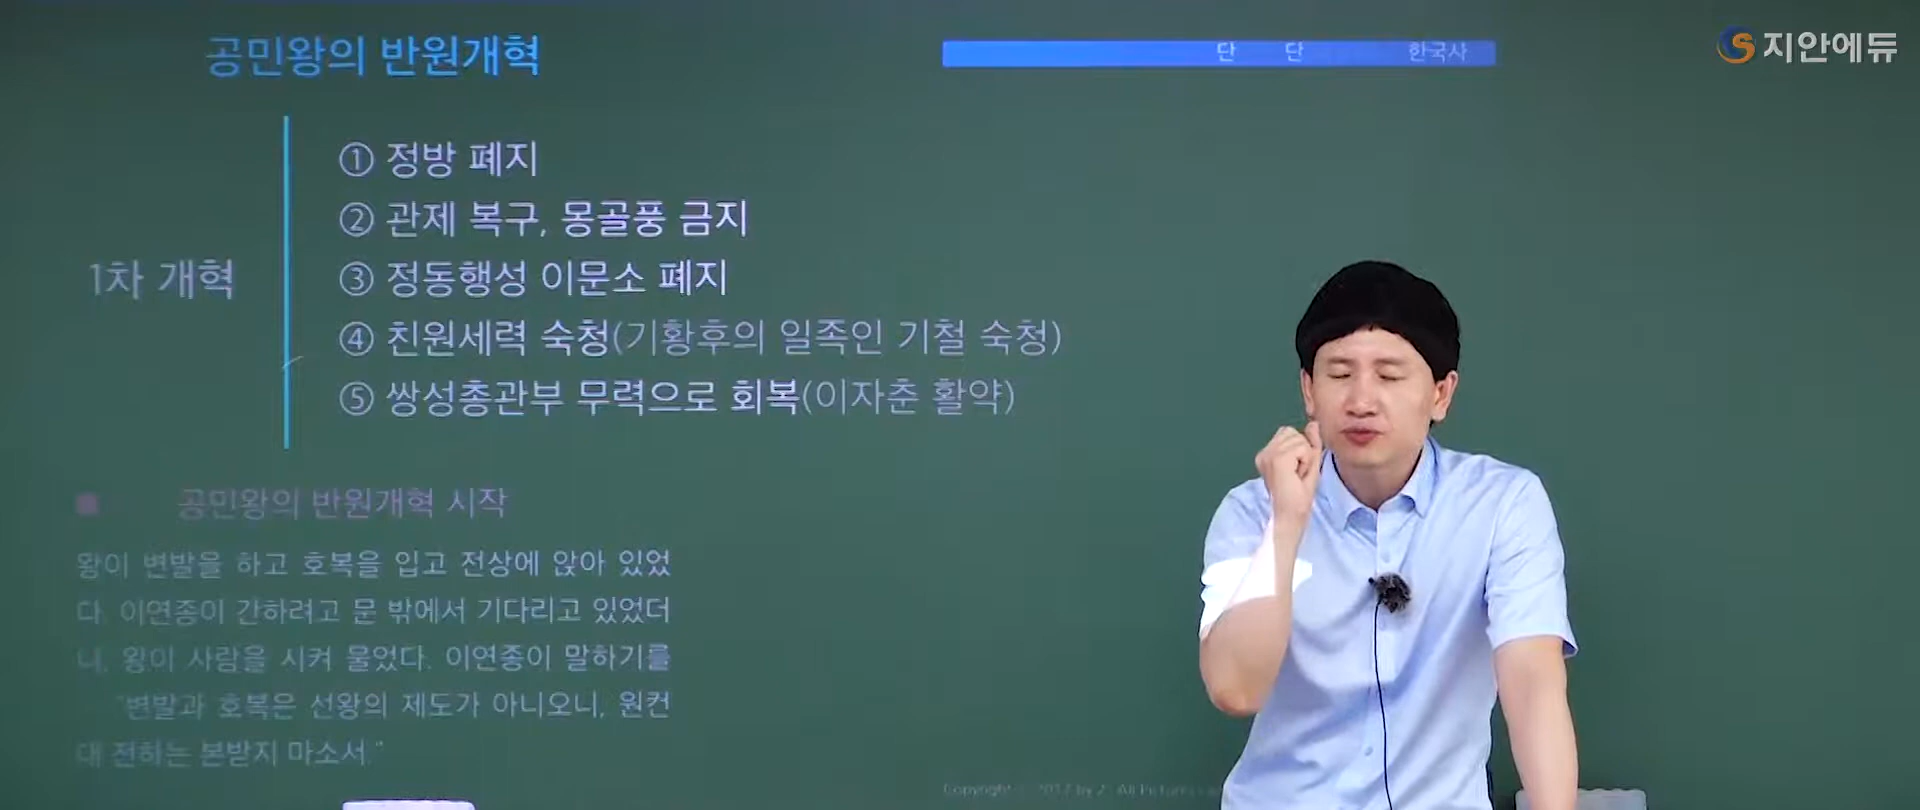 공민왕의 반원개혁
단 단 한국사
지안에듀
1차 개혁
① 정방 폐지
② 관제 복구, 몽골풍 금지
③ 정동행성 이문소 폐지
④ 친원세력 숙청(기황후의 일족인 기철 숙청)
⑤ 쌍성총관부 무력으로 회복(이자춘 활약)
■ 공민왕의 반원개혁 시작
왕이 변발을 하고 호복을 입고 전상에 앉아 있었
다. 이연종이 간하려고 문 밖에서 기다리고 있었더
니, 왕이 사람을 시켜 물었다. 이연종이 말하기를
"변발과 호복은 선왕의 제도가 아니오니, 원컨
대 전하는 본받지 마소서."
Copyright 2017 by All Pictures